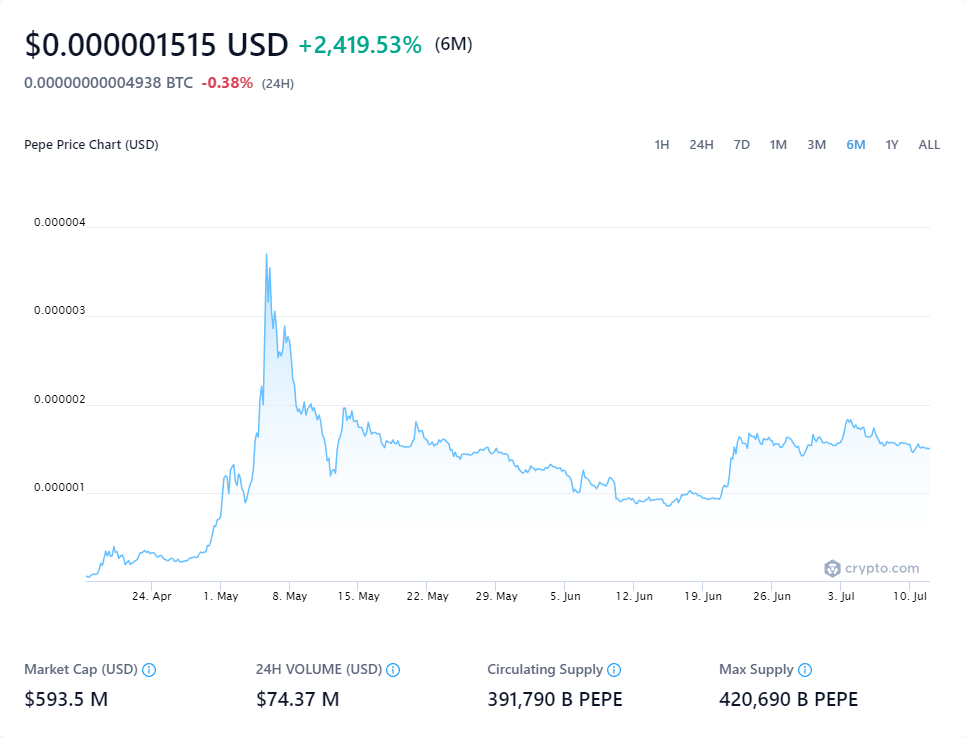 $0.000001515 USD +2,419.53% (6M)
0.00000000004938 BTC -0.38% (24H)
Pepe Price Chart (USD) 1H 24H 7D 1M 3M 6M 1Y ALL
0.000004
0.000003
0.000002
0.000001
crypto.com
24. Apr 1. May 8. May 15. May 22. May 29. May 5. Jun 12. Jun 19. Jun 26. Jun 3. Jul 10. Jul
Market Cap (USD) 24H VOLUME (USD) Circulating Supply Max Supply
$593.5 M $74.37 M 391,790 B PEPE 420,690 B PEPE